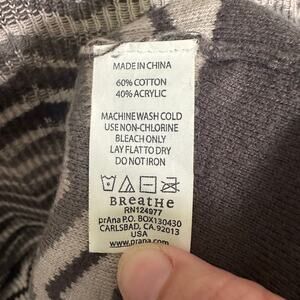 MADE IN CHINA
60% COTTON
40% ACRYLIC
MACHINE WASH COLD
USE NON-CHLORINE
BLEACH ONLY
LAY FLAT TO DRY
DO NOT IRON
BReatHe
RN124977
prAna P.O. BOX130430
CARLSBAD, CA. 92013
USA
www.prana.com